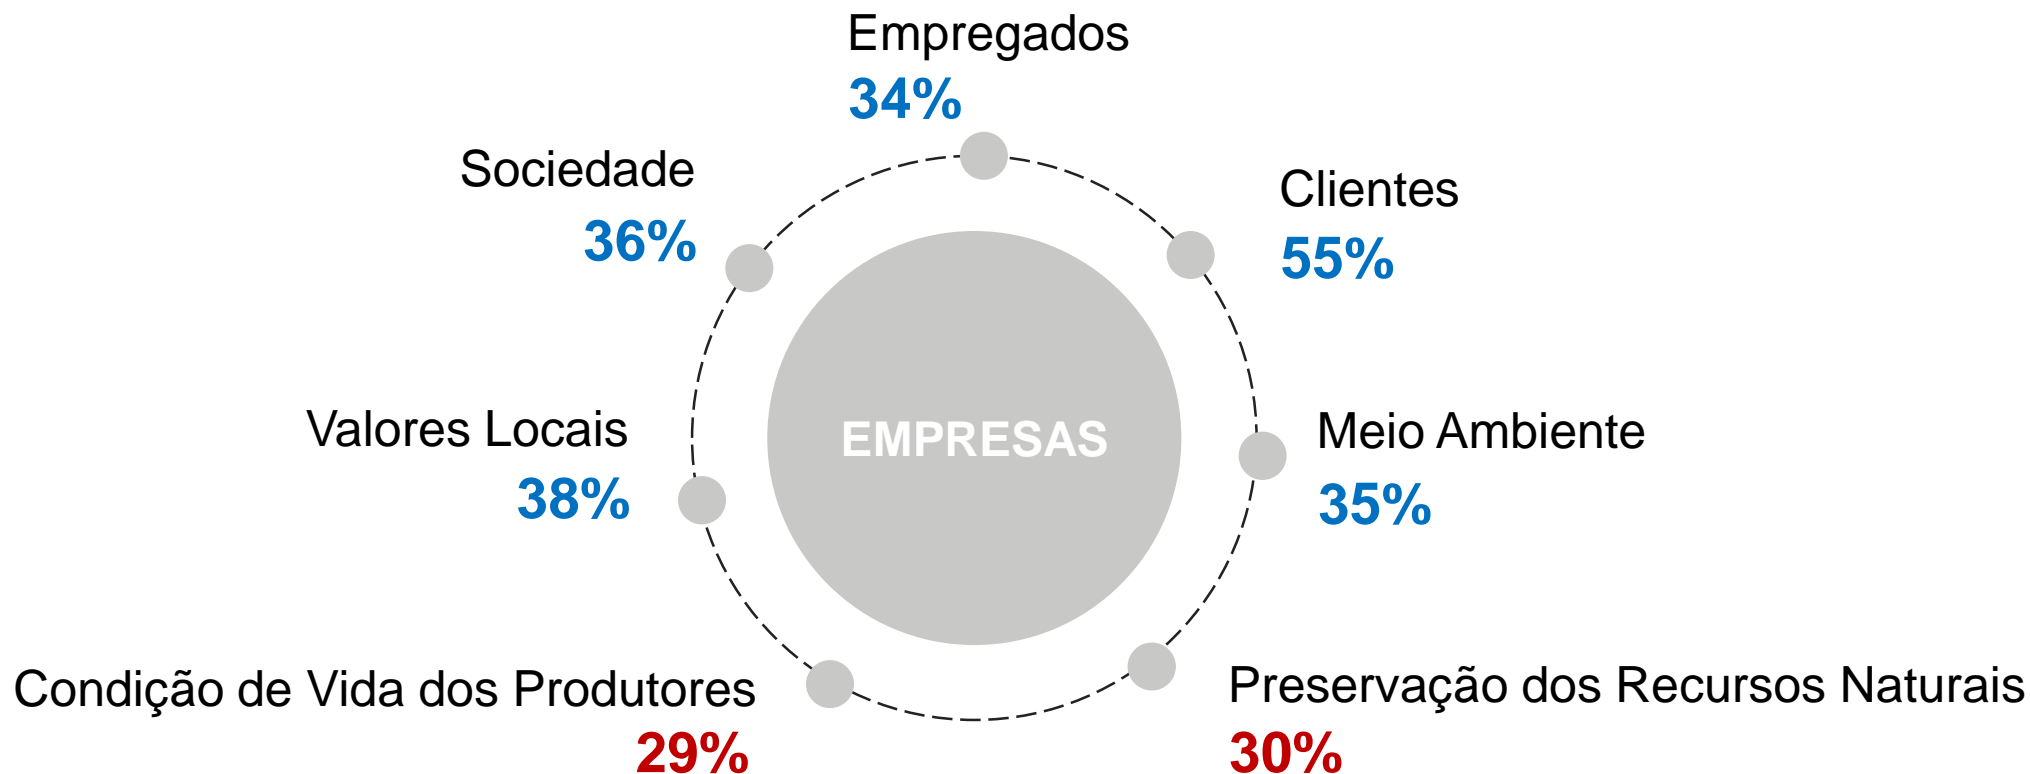 Empregados
34%
Sociedade
36%
Clientes
55%
Valores Locais
38%
EMPRESAS
Meio Ambiente
35%
Condição de Vida dos Produtores
29%
Preservação dos Recursos Naturais
30%